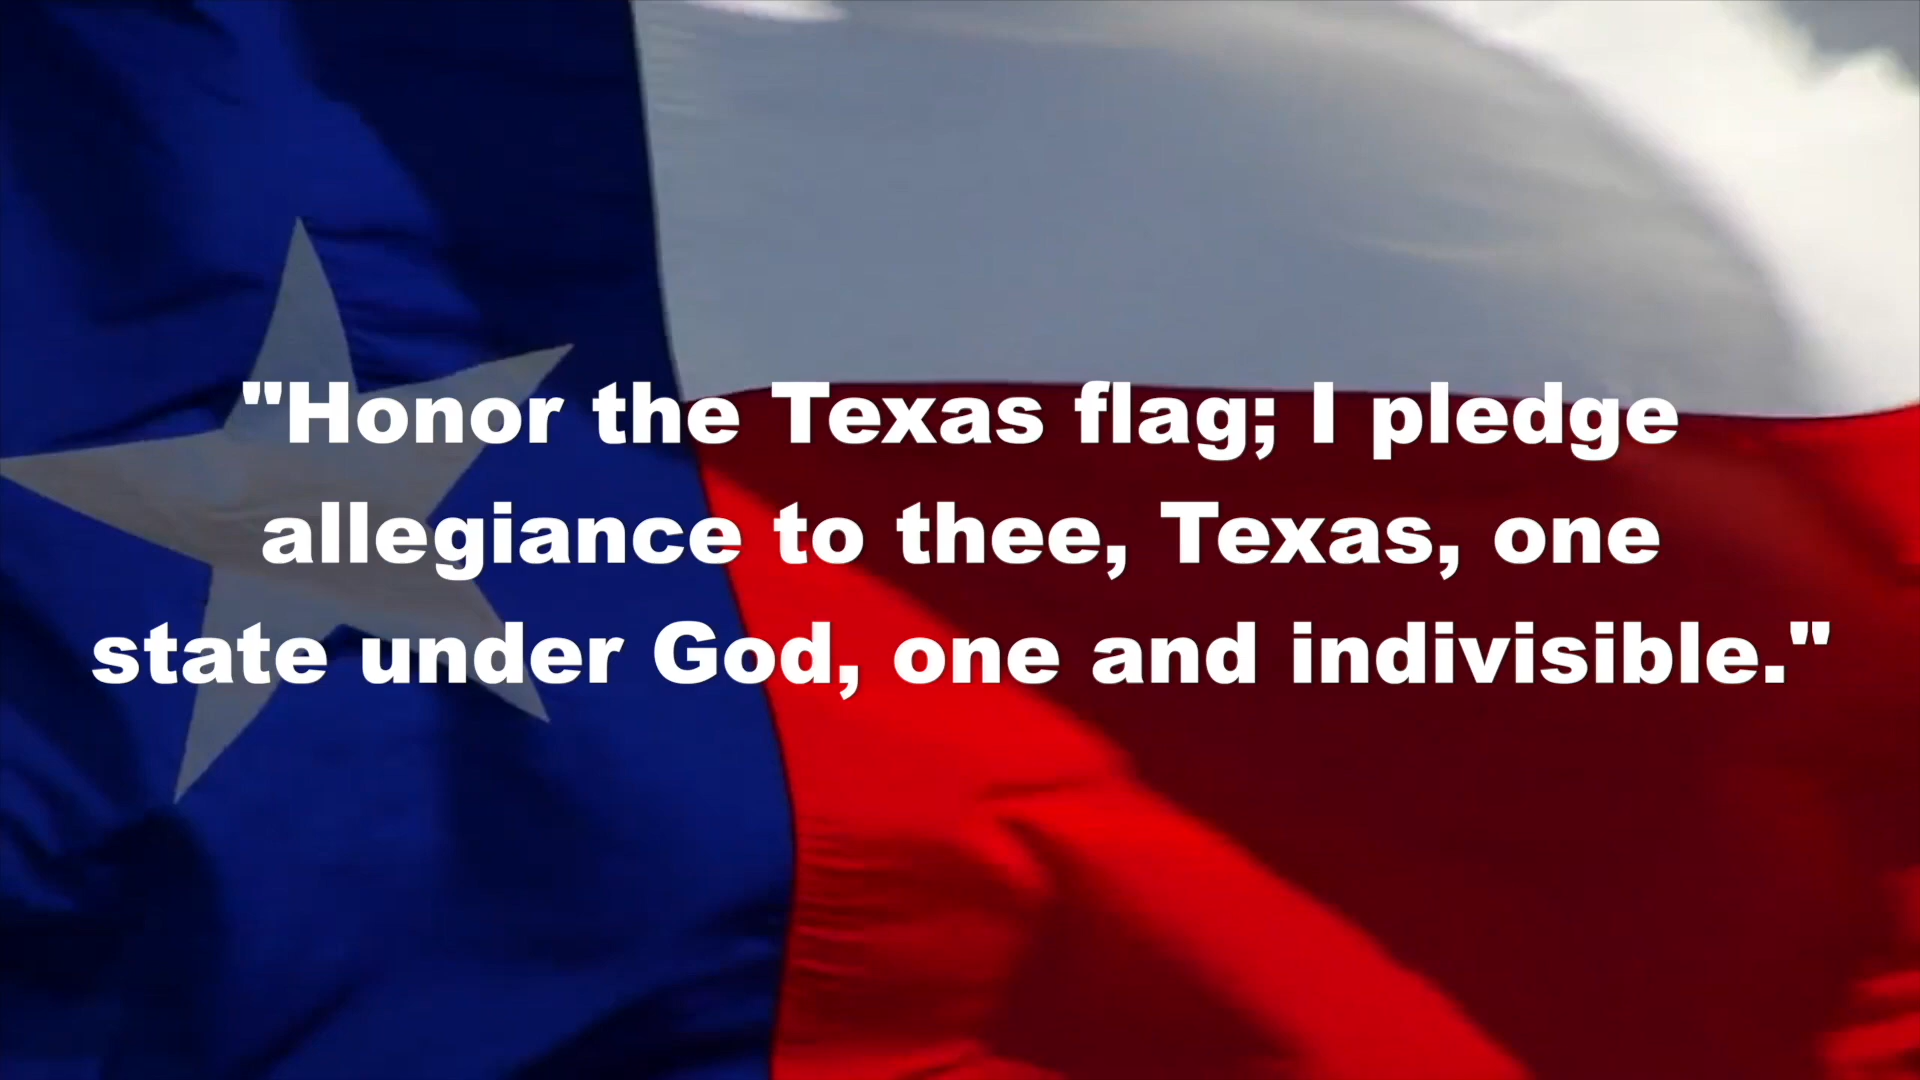 "Honor the Texas flag; I pledge
allegiance to thee, Texas, one
state under God, one and indivisible."